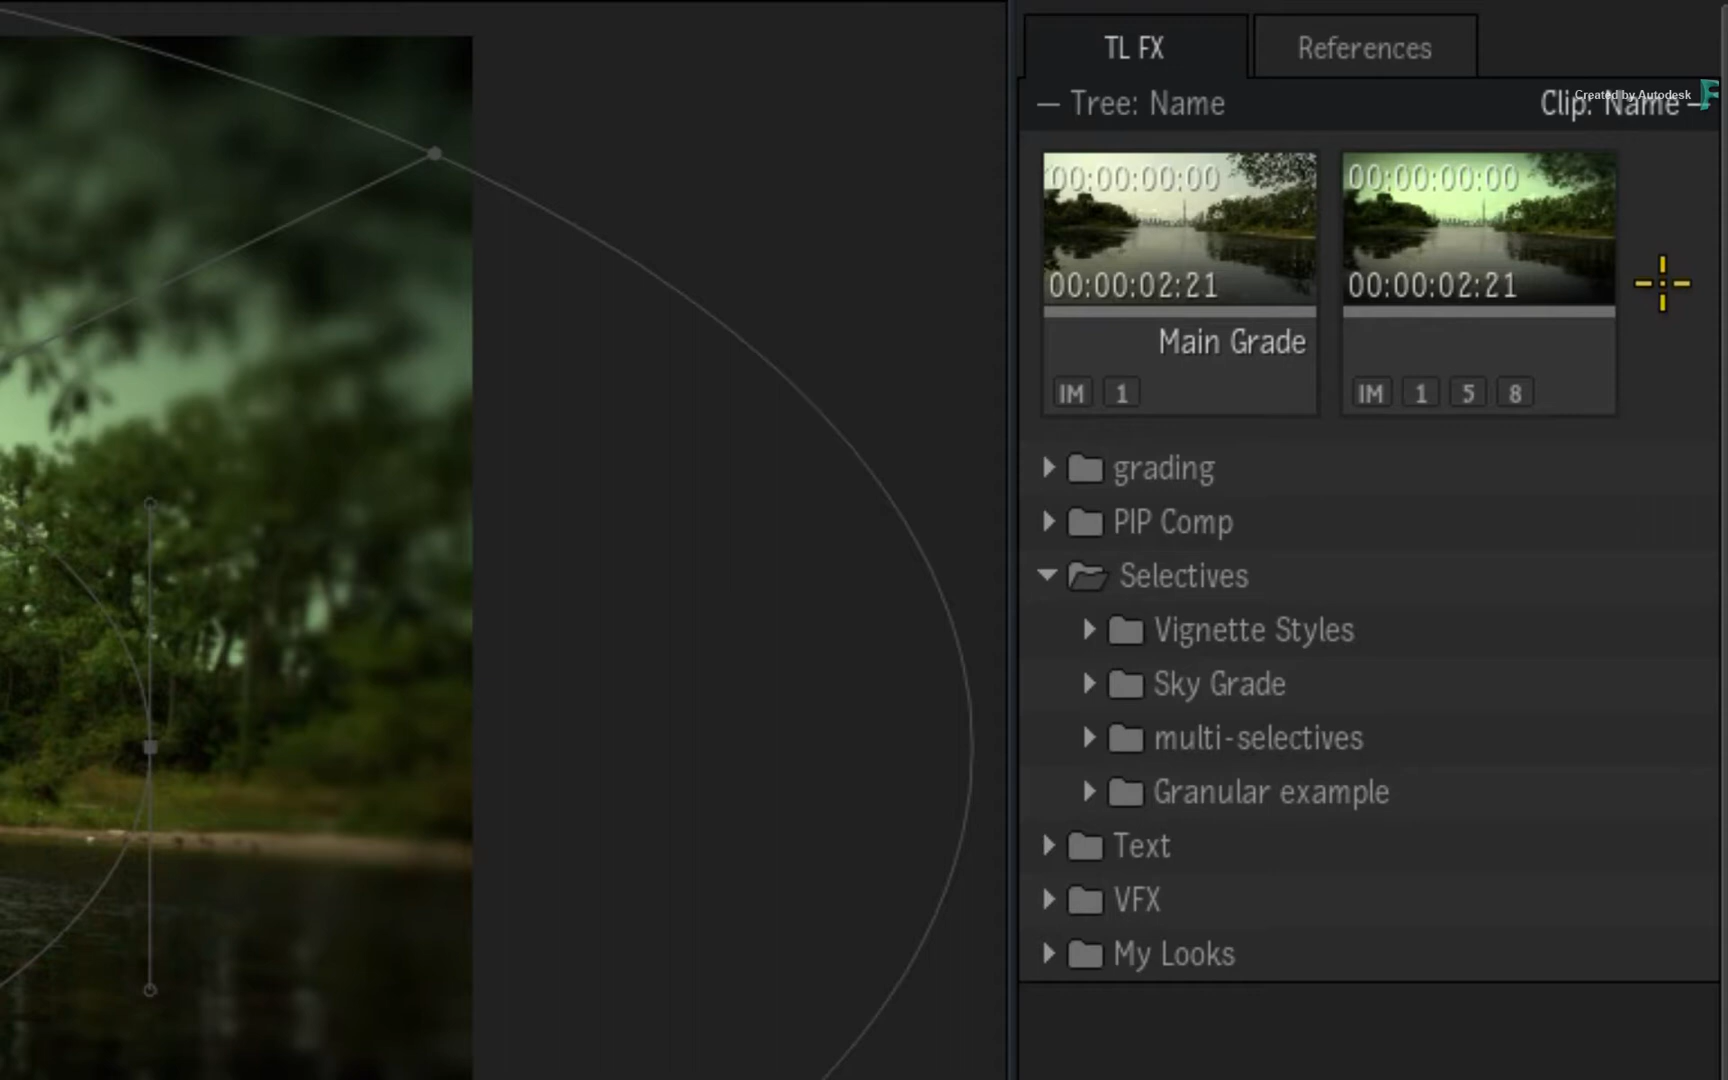 TL FX
References
Tree: Name
Clip: Name
Created by Autodesk
00:00:00:00
00:00:00:00
00:00:02:21
00:00:02:21
Main Grade
IM 1
IM 1 5 8
grading
PIP Comp
Selectives
Vignette Styles
Sky Grade
multi-selectives
Granular example
Text
VFX
My Looks